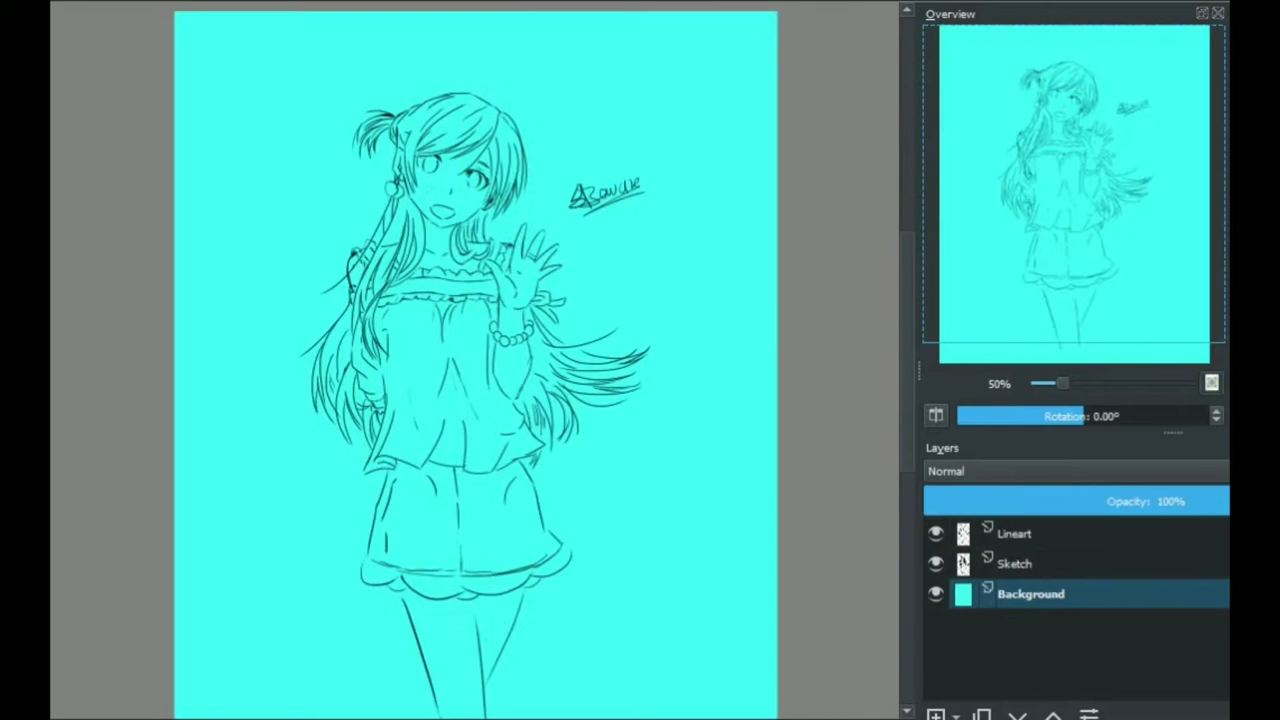 Overview
50%
Rotation: 0.00°
Layers
Normal
Opacity: 100%
Lineart
Sketch
Background